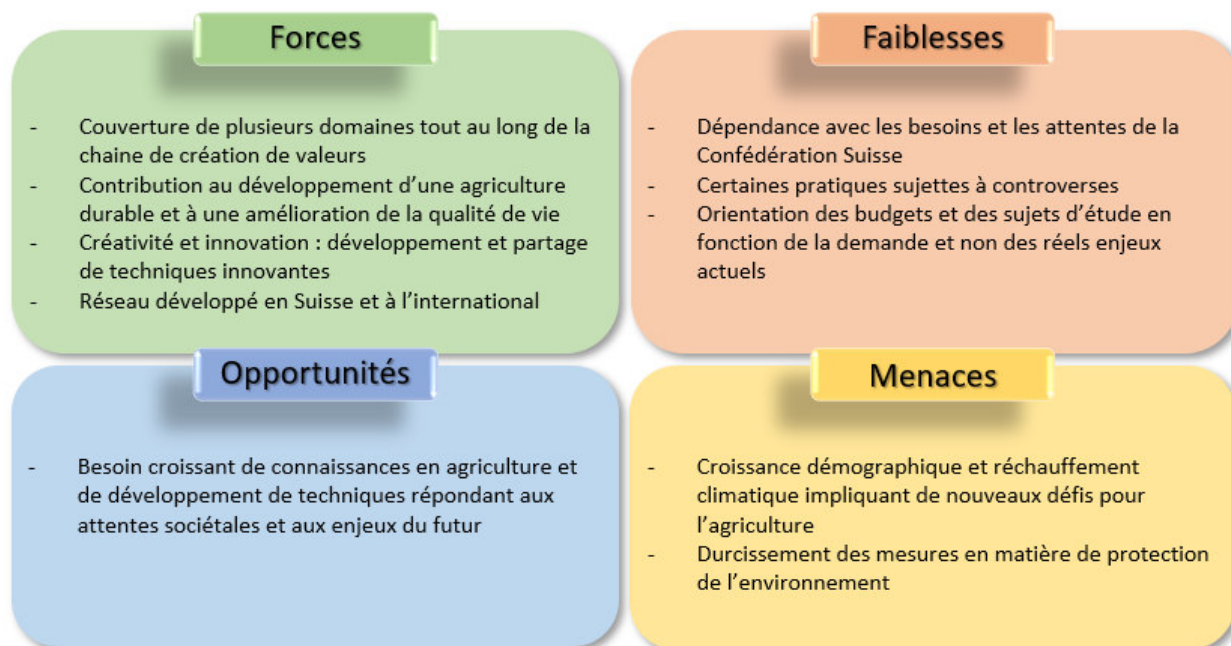 Forces
- Couverture de plusieurs domaines tout au long de la
chaine de création de valeurs
- Contribution au développement d'une agriculture
durable et à une amélioration de la qualité de vie
- Créativité et innovation : développement et partage
de techniques innovantes
- Réseau développé en Suisse et à l'international
Faiblesses
- Dépendance avec les besoins et les attentes de la
Confédération Suisse
- Certaines pratiques sujettes à controverses
- Orientation des budgets et des sujets d'étude en
fonction de la demande et non des réels enjeux
actuels
Opportunités
- Besoin croissant de connaissances en agriculture et
de développement de techniques répondant aux
attentes sociétales et aux enjeux du futur
Menaces
- Croissance démographique et réchauffement
climatique impliquant de nouveaux défis pour
l'agriculture
- Durcissement des mesures en matière de protection
de l'environnement